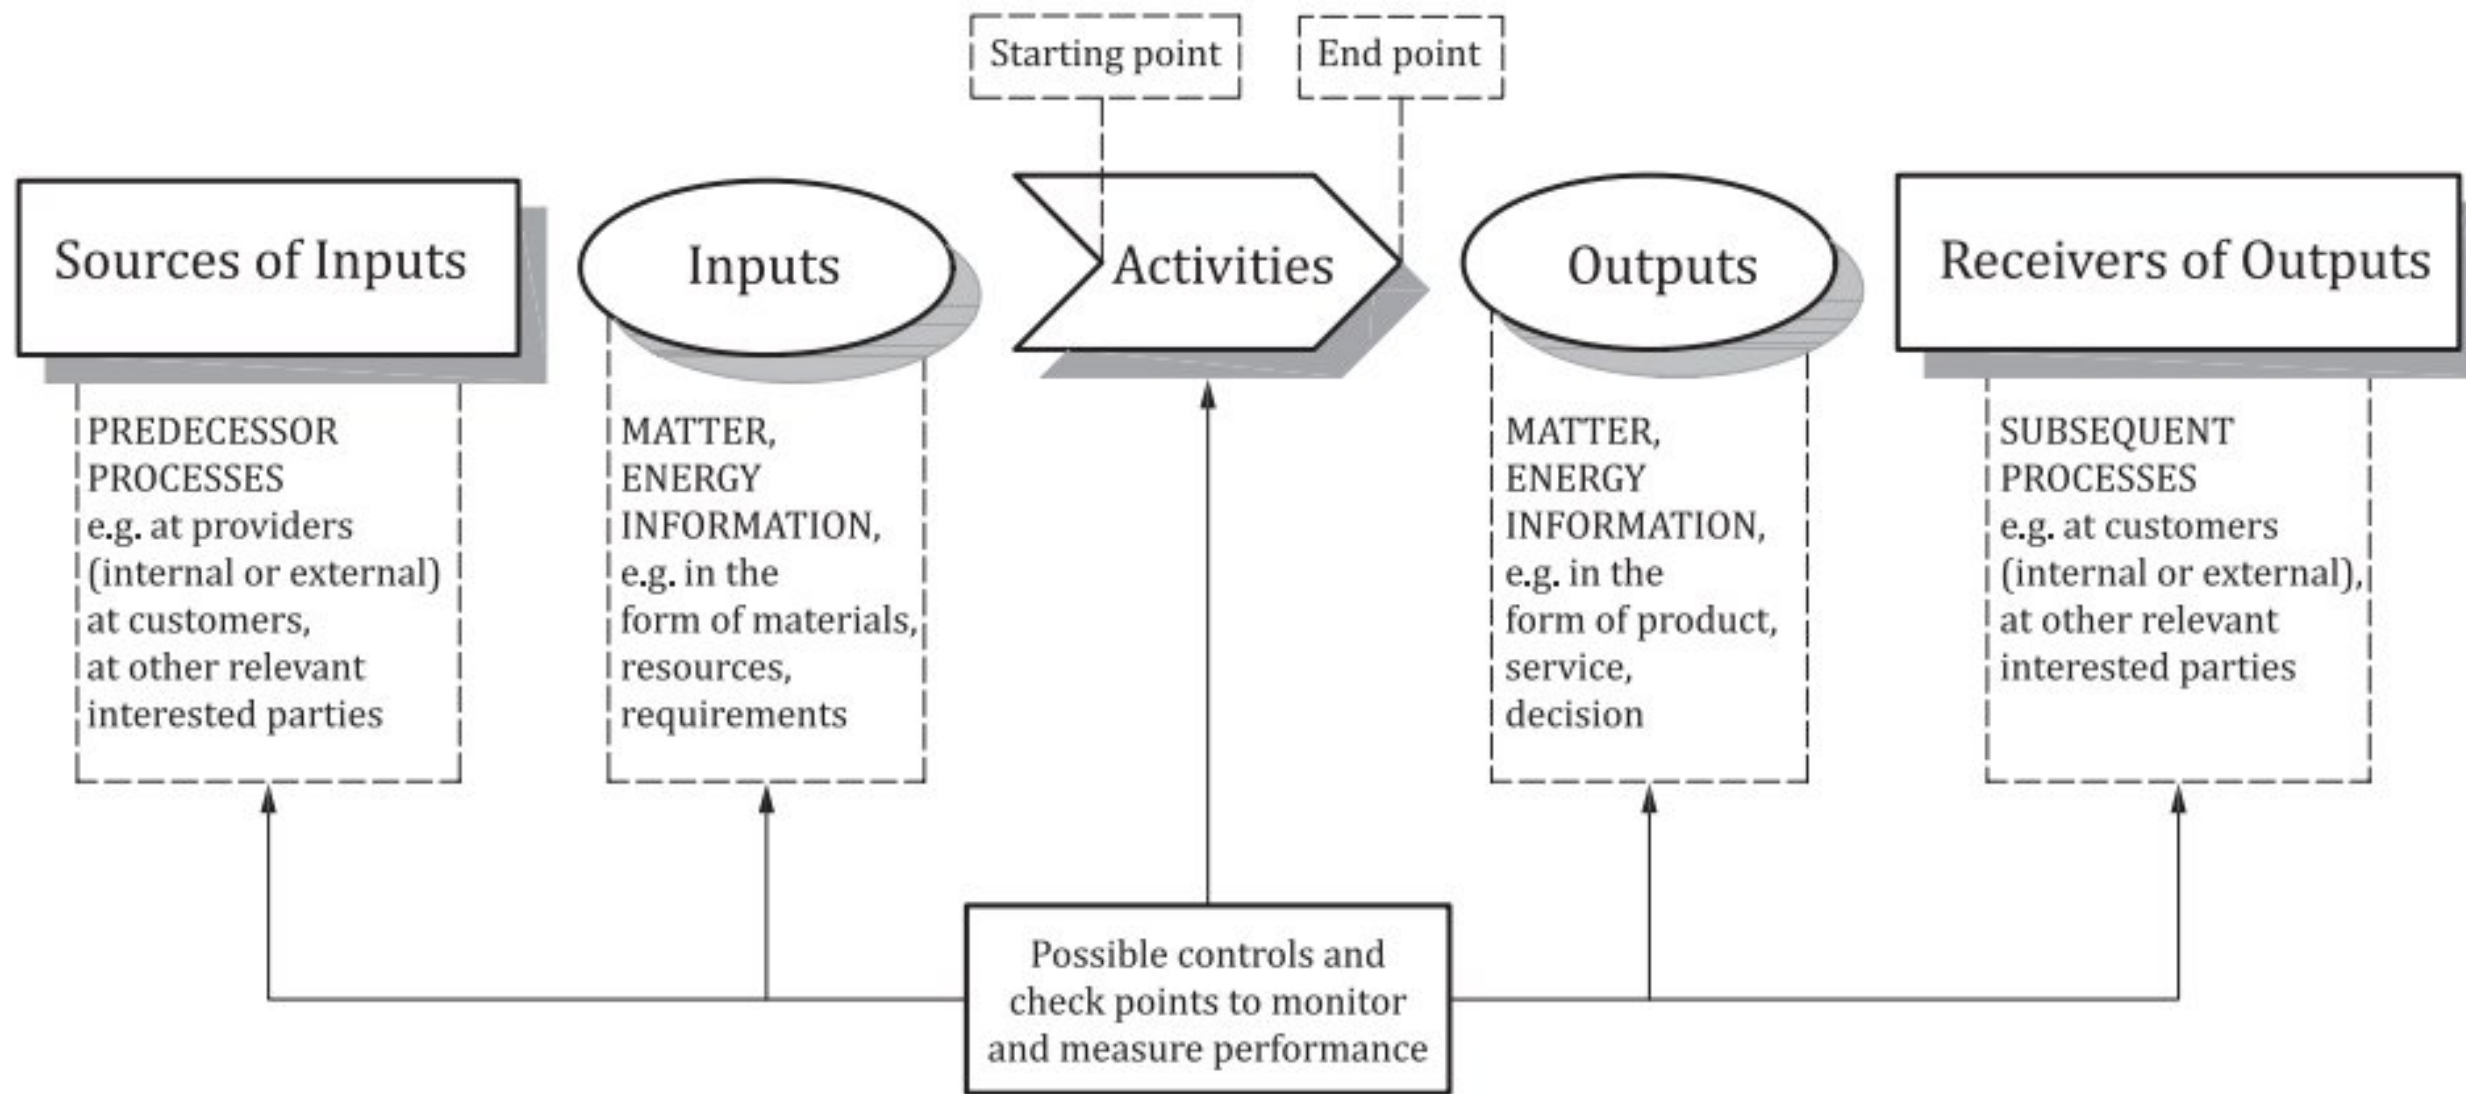 Starting point
End point
Sources of Inputs
Inputs
Activities
Outputs
Receivers of Outputs
PREDECESSOR
PROCESSES
e.g. at providers
(internal or external)
at customers,
at other relevant
interested parties
MATTER,
ENERGY
INFORMATION,
e.g. in the
form of materials,
resources,
requirements
MATTER,
ENERGY
INFORMATION,
e.g. in the
form of product,
service,
decision
SUBSEQUENT
PROCESSES
e.g. at customers
(internal or external),
at other relevant
interested parties
Possible controls and
check points to monitor
and measure performance